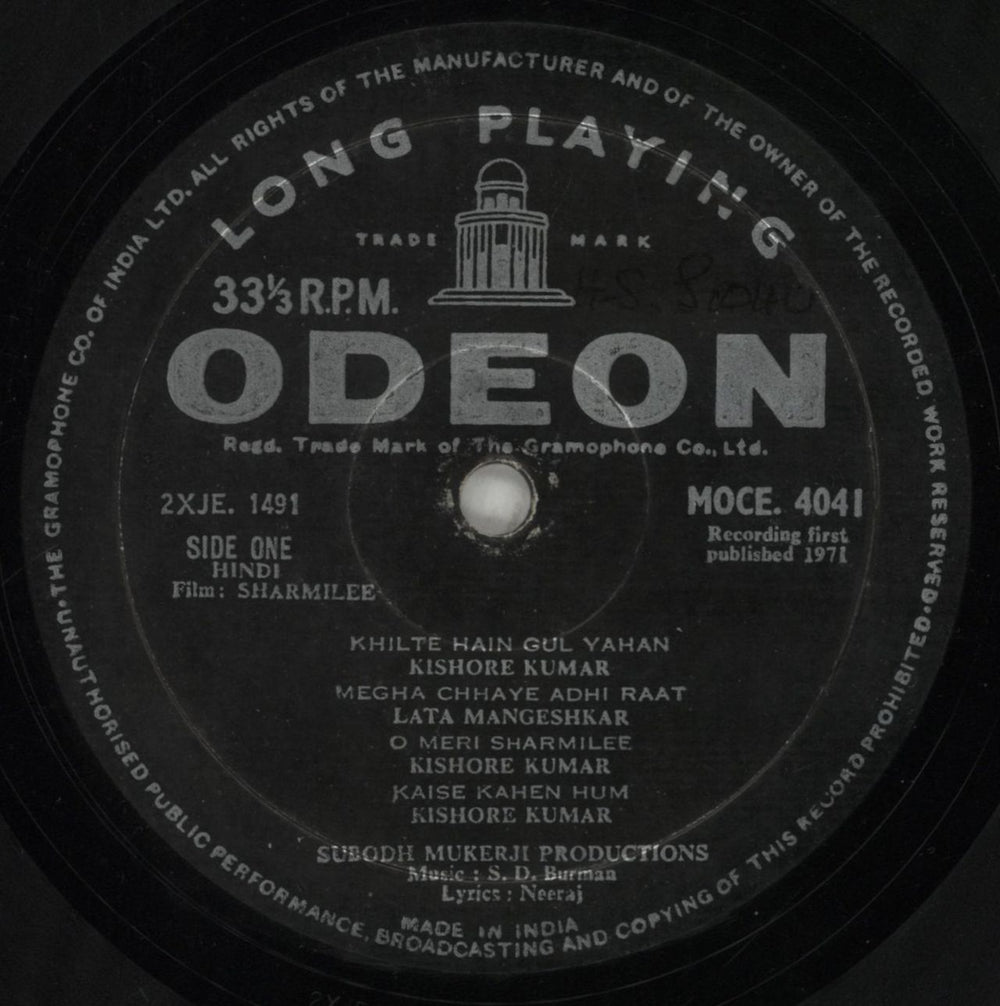 THE GRAMOPHONE CO. OF INDIA LTD. ALL RIGHTS OF THE MANUFACTURER AND OF THE OWNER OF THE RECORDED WORK RESERVED.
UNAUTHORISED PUBLIC PERFORMANCE, BROADCASTING AND COPYING OF THIS RECORD PROHIBITED.
LONG PLAYING
TRADE MARK
33⅓ R.P.M.
H.S.
ODEON
Regd. Trade Mark of The Gramophone Co., Ltd.
2XJE. 1491
MOCE. 4041
Recording first
published 1971
SIDE ONE
HINDI
Film: SHARMILEE
KHILTE HAIN GUL YAHAN
KISHORE KUMAR
MEGHA CHHAYE ADHI RAAT
LATA MANGESHKAR
O MERI SHARMILEE
KISHORE KUMAR
KAISE KAHEN HUM
KISHORE KUMAR
SUBODH MUKERJI PRODUCTIONS
Music : S. D. Burman
Lyrics : Neeraj
MADE IN INDIA